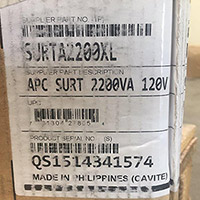 SUPPLIER PART NO. (1P)
SURTA2200XL
SUPPLIER PART DESCRIPTION
APC SURT 2200VA 120V
UPC
PRODUCT SERIAL NO. (S)
QS1514341574
MADE IN PHILIPPINES (CAVITE)